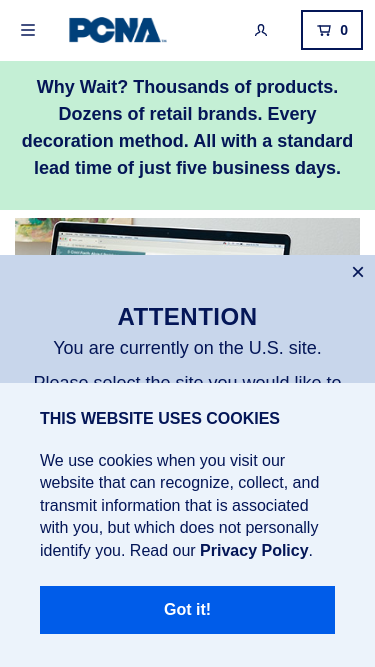 PCNA
0
Why Wait? Thousands of products.
Dozens of retail brands. Every
decoration method. All with a standard
lead time of just five business days.
ATTENTION
You are currently on the U.S. site.
Please select the site you would like to
THIS WEBSITE USES COOKIES
We use cookies when you visit our
website that can recognize, collect, and
transmit information that is associated
with you, but which does not personally
identify you. Read our Privacy Policy.
Got it!